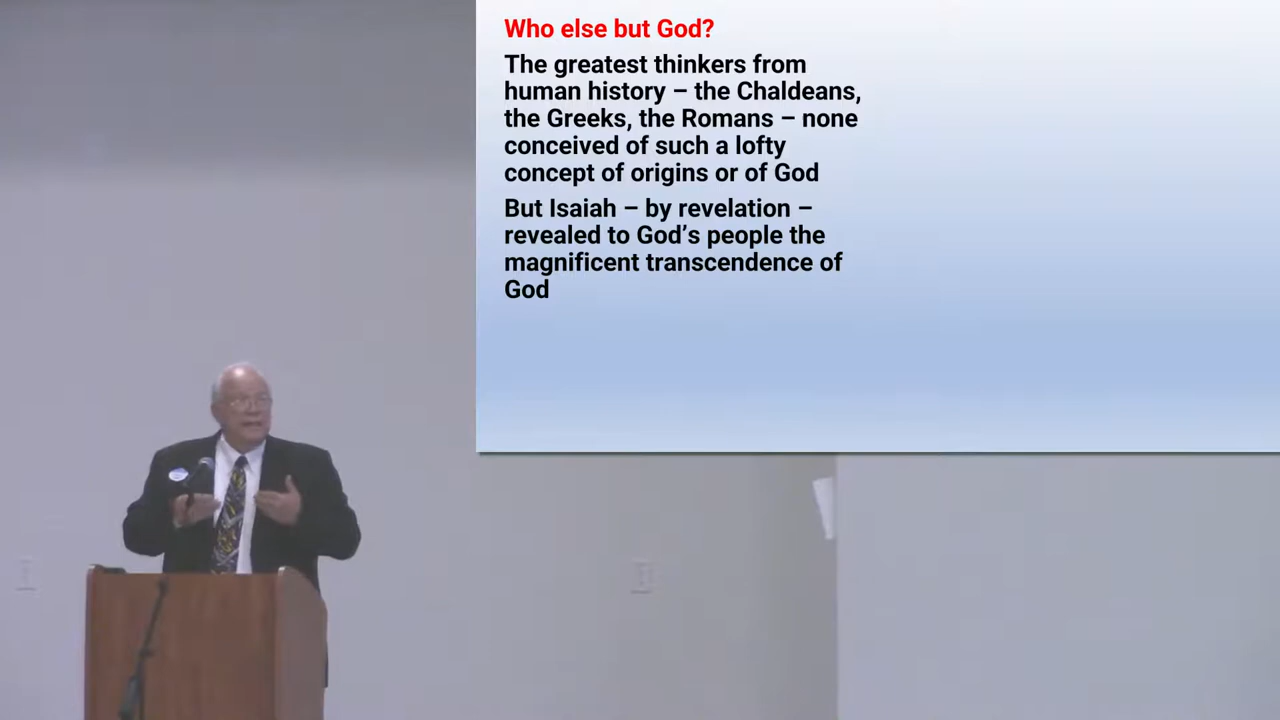 Who else but God?
The greatest thinkers from
human history – the Chaldeans,
the Greeks, the Romans – none
conceived of such a lofty
concept of origins or of God
But Isaiah – by revelation –
revealed to God’s people the
magnificent transcendence of
God